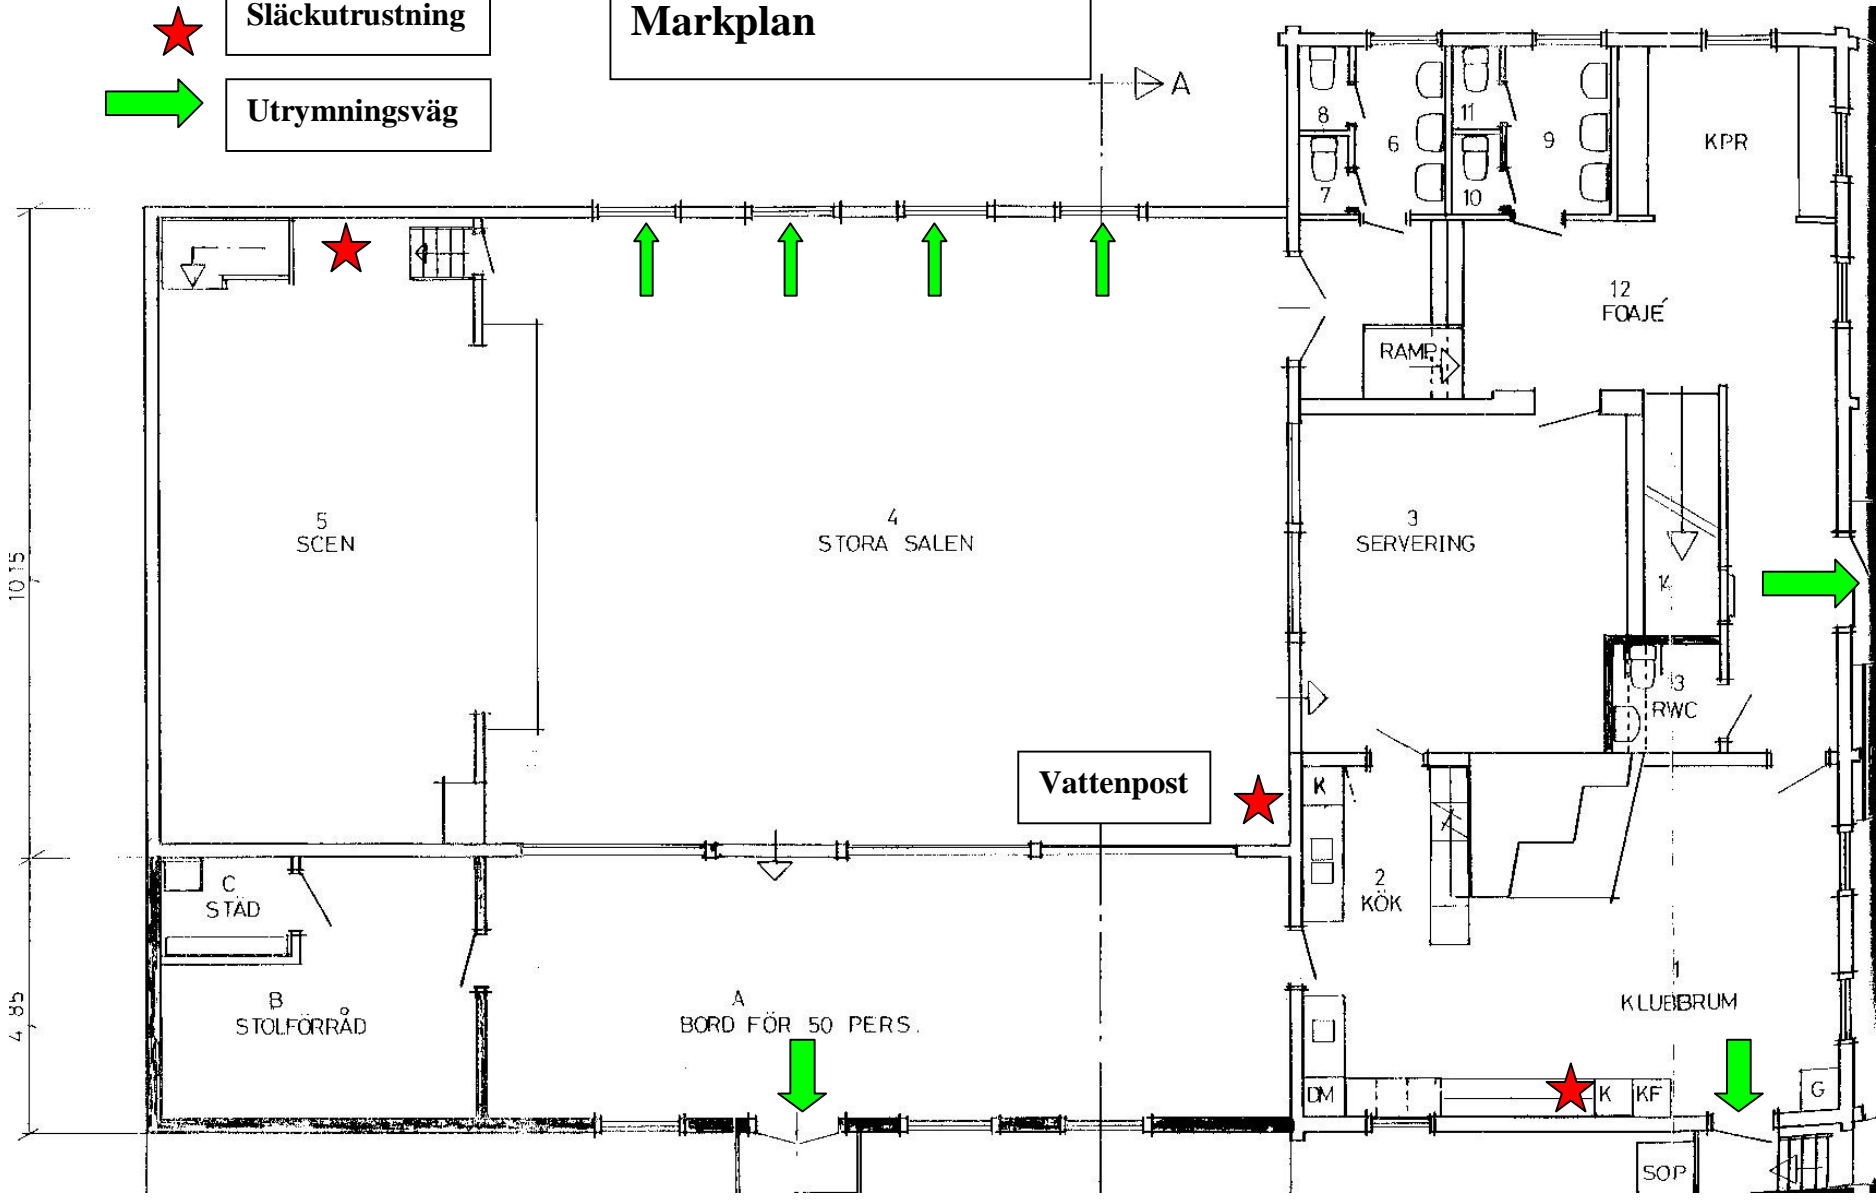 Släckutrustning
Markplan
Utrymningsväg
A
8
11
6
9
KPR
7
10
12
FOAJÉ
RAMP
5
SCEN
4
STORA SALEN
3
SERVERING
10 15
14
13
RWC
Vattenpost
K
C
STÄD
2
KÖK
B
STOLFÖRRÅD
A
BORD FÖR 50 PERS.
1
KLUBBRUM
4 85
DM
K
KF
G
SOP